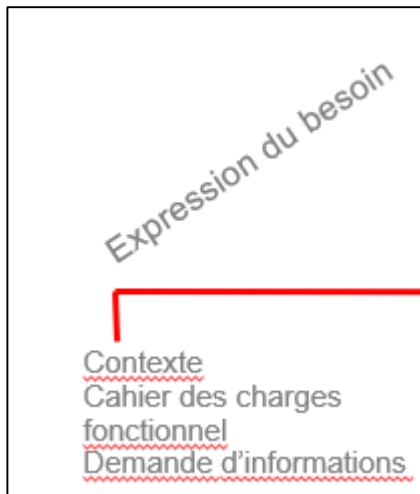 Expression du besoin
Contexte
Cahier des charges
fonctionnel
Demande d'informations